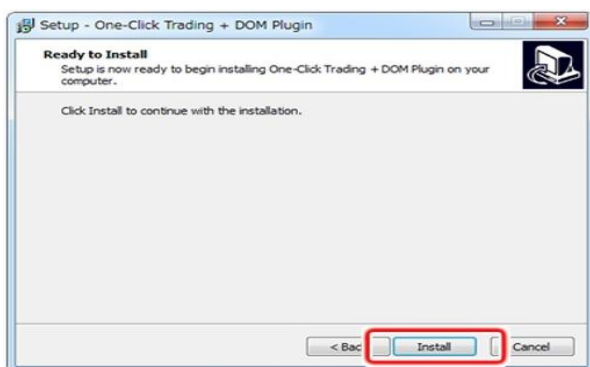 Setup - One-Click Trading + DOM Plugin
Ready to Install
Setup is now ready to begin installing One-Click Trading + DOM Plugin on your
computer.
Click Install to continue with the installation.
< Bac Install Cancel